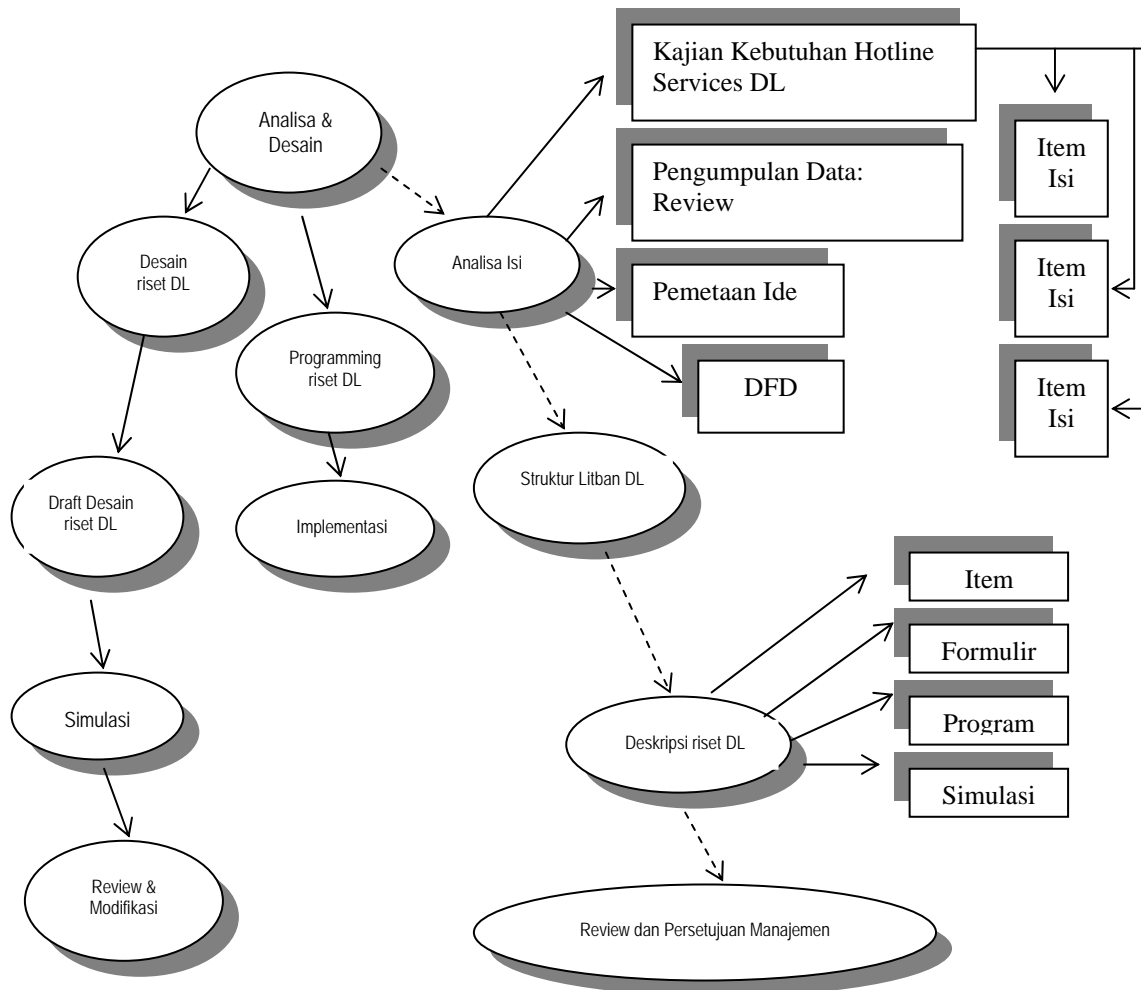 Kajian Kebutuhan Hotline
Services DL
Analisa &
Desain
Item
Isi
Pengumpulan Data:
Review
Desain
riset DL
Analisa Isi
Item
Isi
Pemetaan Ide
Programming
riset DL
DFD
Item
Isi
Struktur Litban DL
Draft Desain
riset DL
Implementasi
Item
Formulir
Simulasi
Deskripsi riset DL
Program
Simulasi
Review &
Modifikasi
Review dan Persetujuan Manajemen